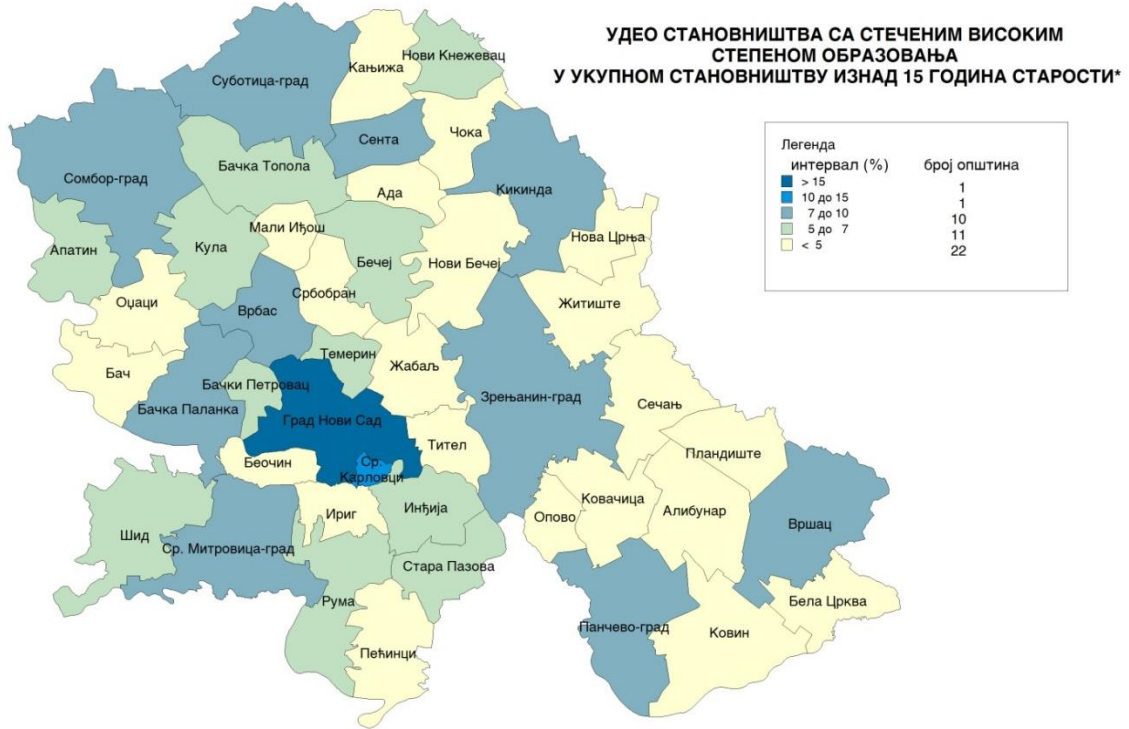 УДЕО СТАНОВНИШТВА СА СТЕЧЕНИМ ВИСОКИМ
СТЕПЕНОМ ОБРАЗОВАЊА
У УКУПНОМ СТАНОВНИШТВУ ИЗНАД 15 ГОДИНА СТАРОСТИ*
Легенда
интервал (%) број општина
> 15 1
10 до 15 1
7 до 10 10
5 до 7 11
< 5 22
Нови Кнежевац
Кањижа
Суботица-град
Чока
Сента
Бачка Топола
Сомбор-град
Ада
Кикинда
Мали Иђош
Нова Црња
Апатин
Кула
Бечеј
Нови Бечеј
Србобран
Оџаци
Житиште
Врбас
Темерин
Жабаљ
Бач
Бачки Петровац
Зрењанин-град
Сечањ
Бачка Паланка
Град Нови Сад
Тител
Пландиште
Беочин
Ср.
Карловци
Ковачица
Инђија
Ириг
Опово
Алибунар
Вршац
Шид
Ср. Митровица-град
Стара Пазова
Рума
Бела Црква
Панчево-град
Ковин
Пећинци